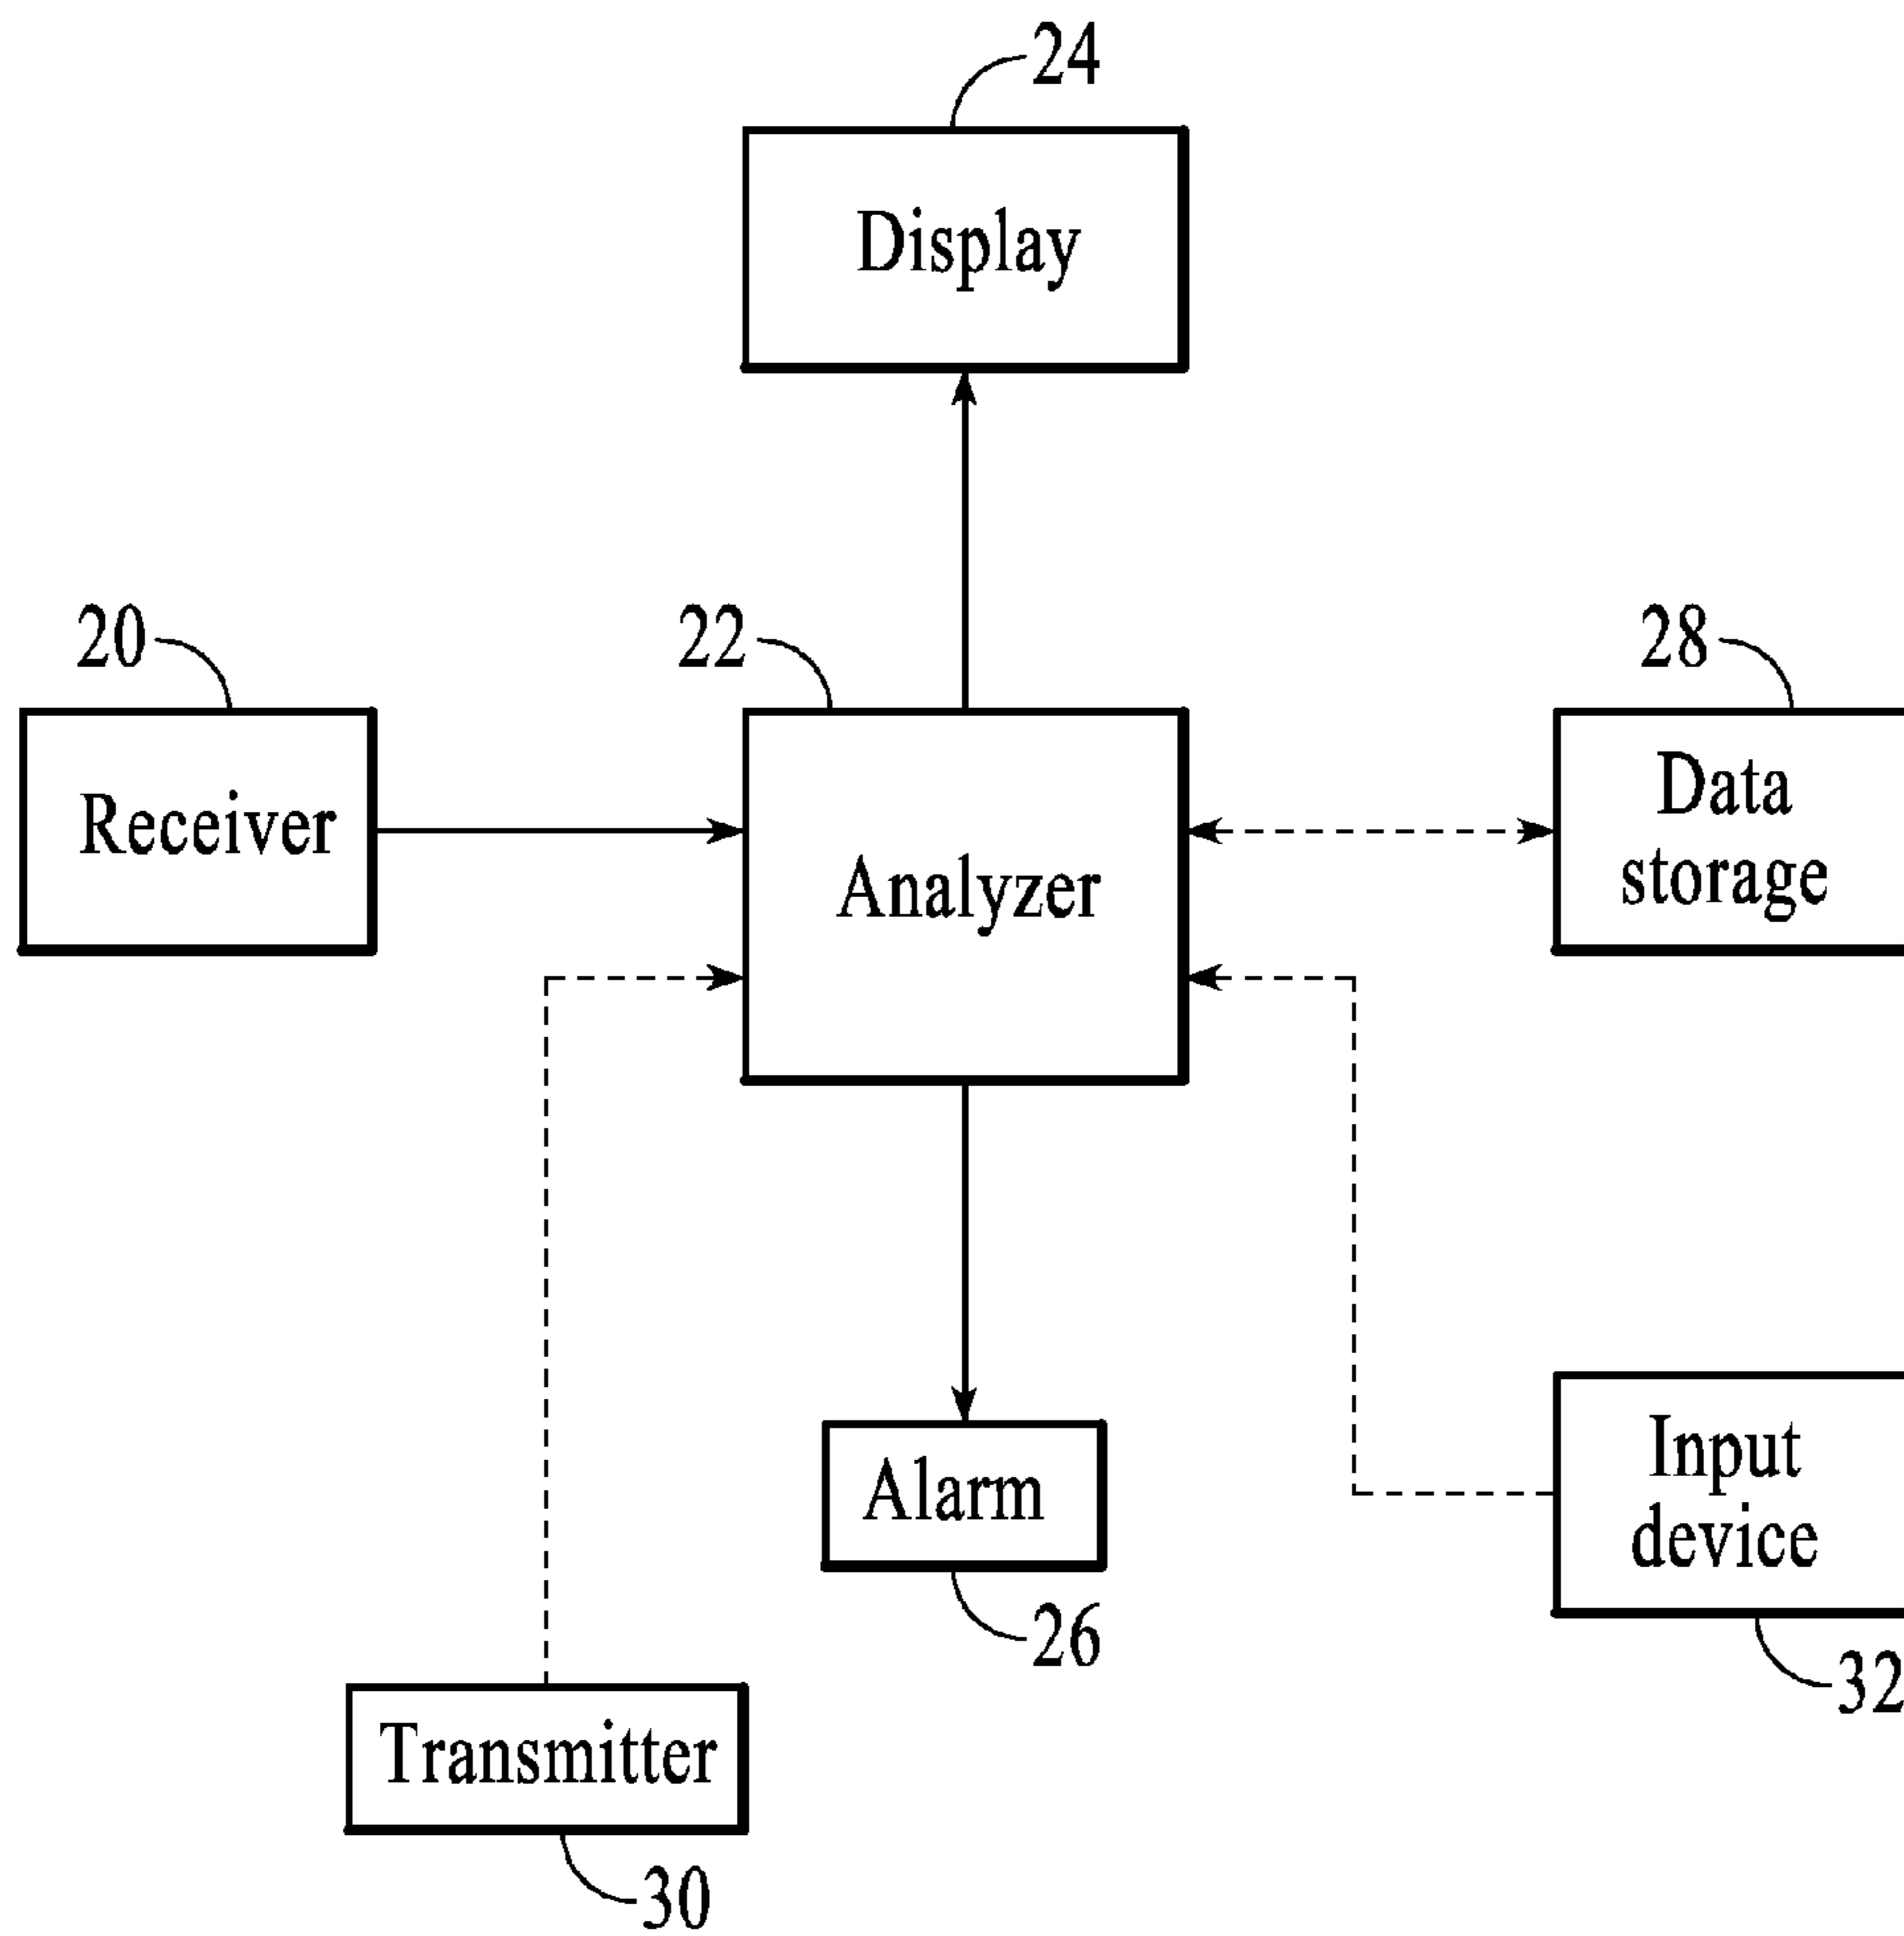 24
Display
20
22
28
Receiver
Analyzer
Data
storage
Alarm
26
Input
device
32
Transmitter
30